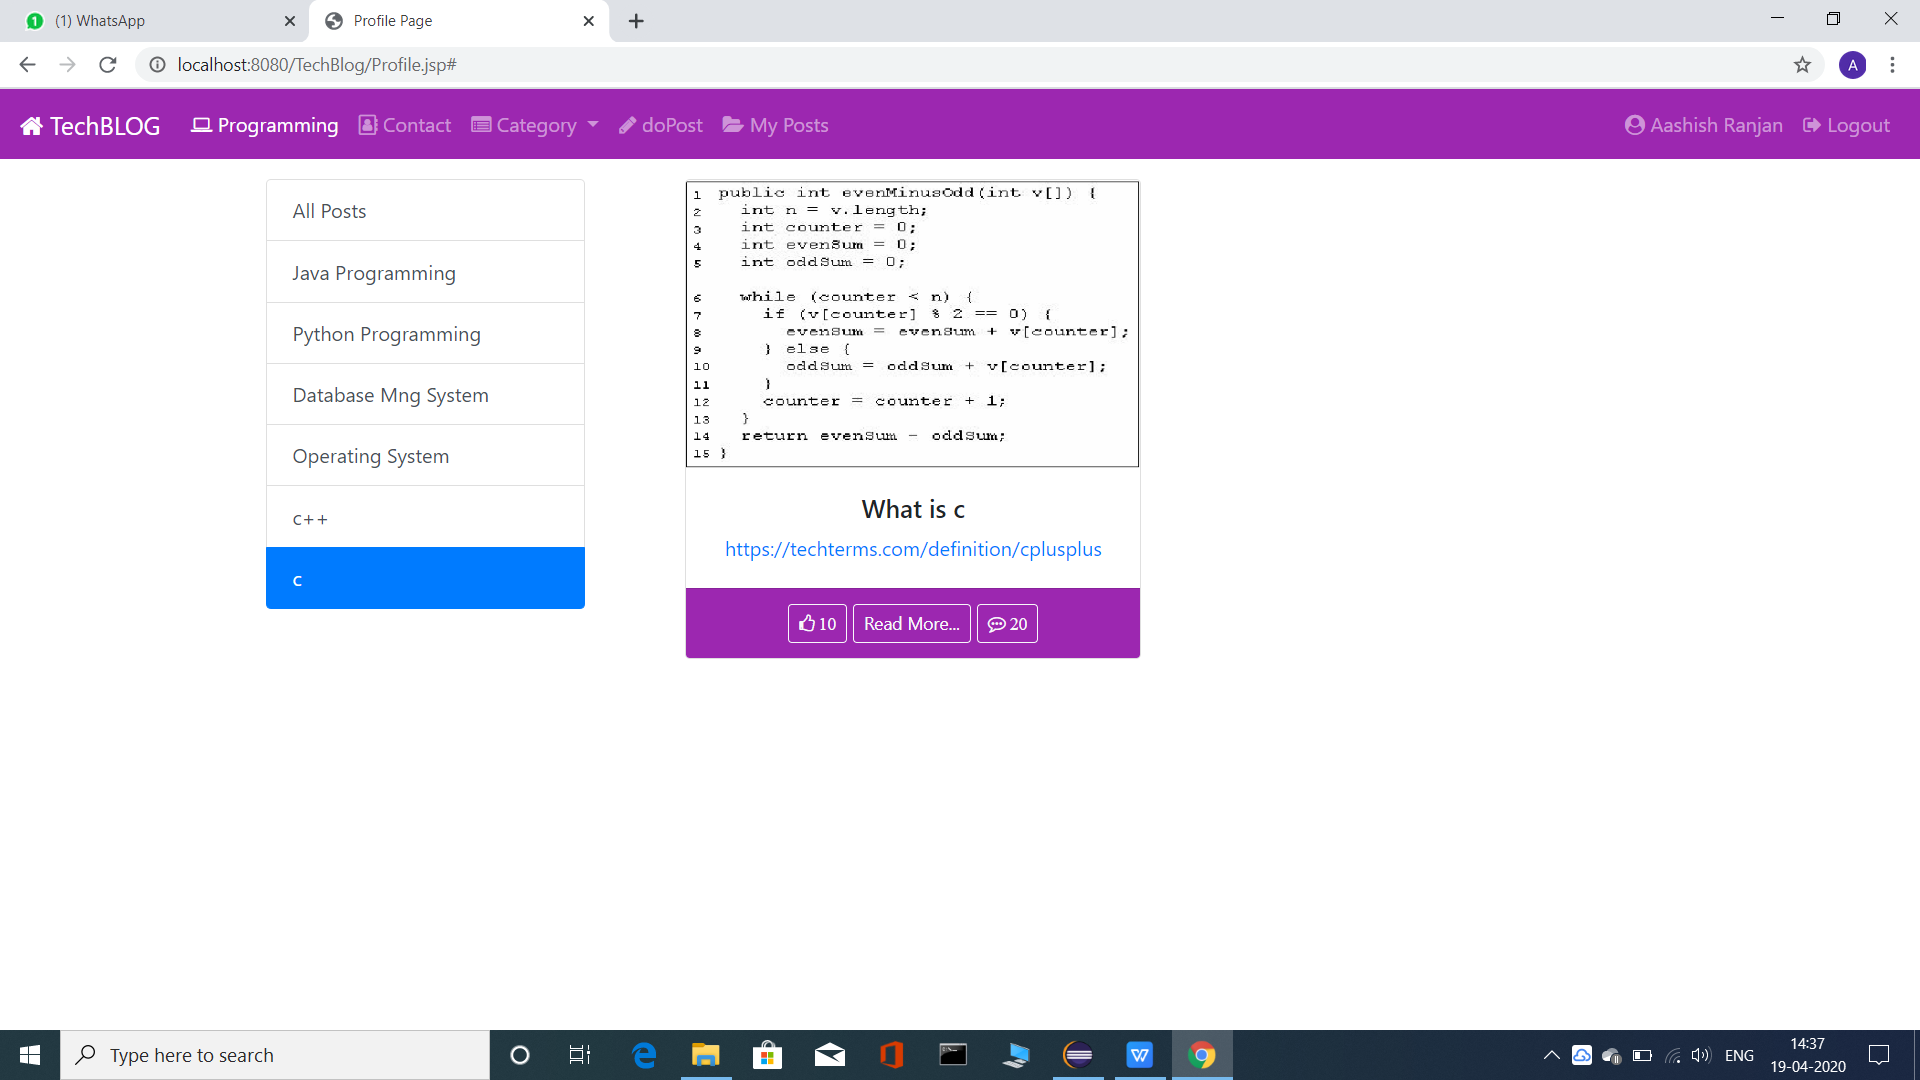 (1) WhatsApp
Profile Page
localhost:8080/TechBlog/Profile.jsp#
A
TechBLOG Programming Contact Category doPost My Posts Aashish Ranjan Logout
All Posts
Java Programming
Python Programming
Database Mng System
Operating System
c++
c
1 public int evenMinusOdd(int v[]) {
2 int n = v.length;
3 int counter = 0;
4 int evenSum = 0;
5 int oddSum = 0;
6 while (counter < n) {
7 if (v[counter] % 2 == 0) {
8 evenSum = evenSum + v[counter];
9 } else {
10 oddSum = oddSum + v[counter];
11 }
12 counter = counter + 1;
13 }
14 return evenSum - oddSum;
15 }
What is c
https://techterms.com/definition/cplusplus
10 Read More... 20
Type here to search
ENG
14:37
19-04-2020